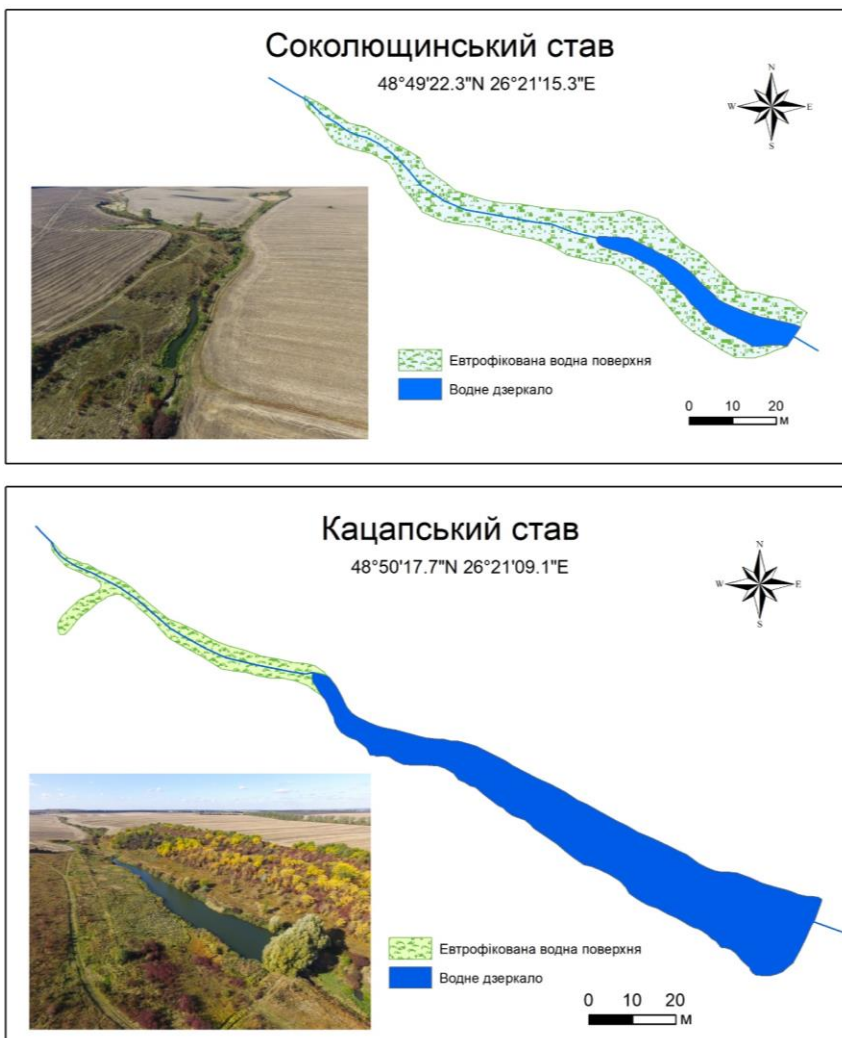 Соколющинський став
48°49'22.3"N 26°21'15.3"E
N
W E
S
Евтрофікована водна поверхня
Водне дзеркало
0 10 20
м
Кацапський став
48°50'17.7"N 26°21'09.1"E
N
W E
S
Евтрофікована водна поверхня
Водне дзеркало
0 10 20
м